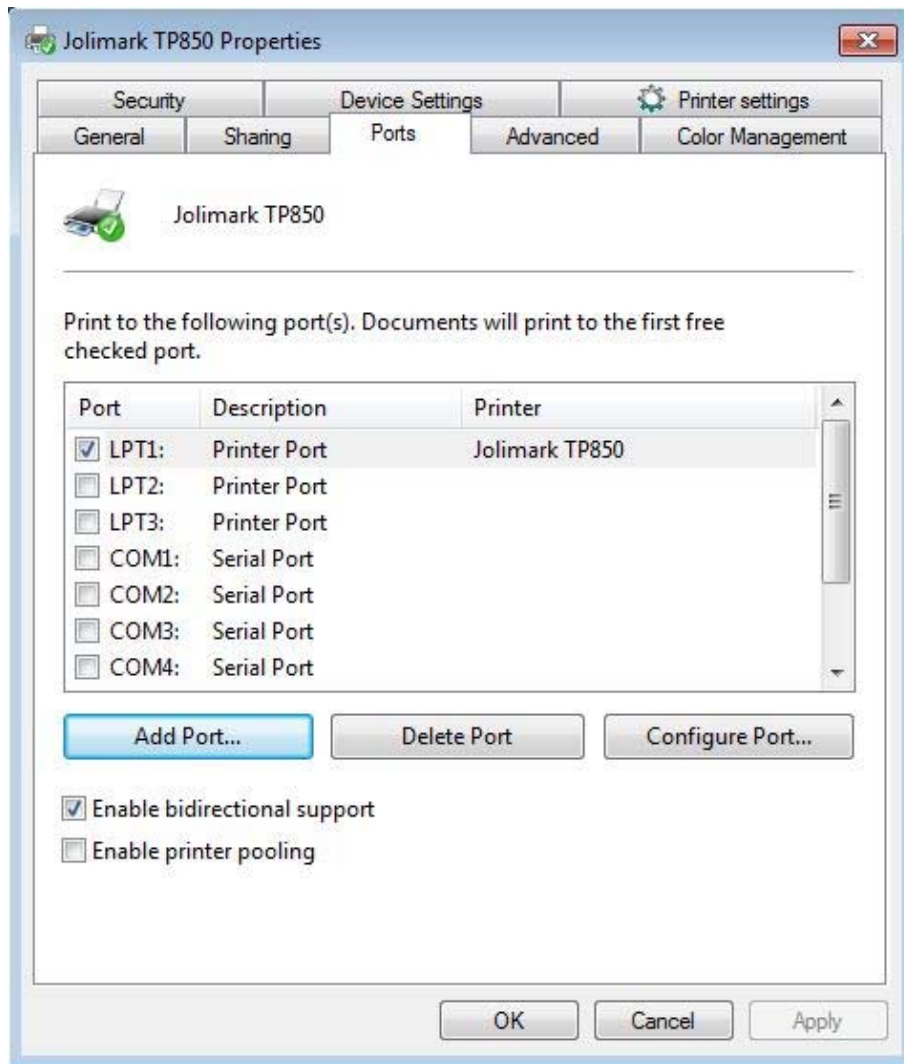 Jolimark TP850 Properties
Security Device Settings Printer settings
General Sharing Ports Advanced Color Management
Jolimark TP850
Print to the following port(s). Documents will print to the first free
checked port.
Port Description Printer
LPT1: Printer Port Jolimark TP850
LPT2: Printer Port
LPT3: Printer Port
COM1: Serial Port
COM2: Serial Port
COM3: Serial Port
COM4: Serial Port
Add Port... Delete Port Configure Port...
Enable bidirectional support
Enable printer pooling
OK Cancel Apply